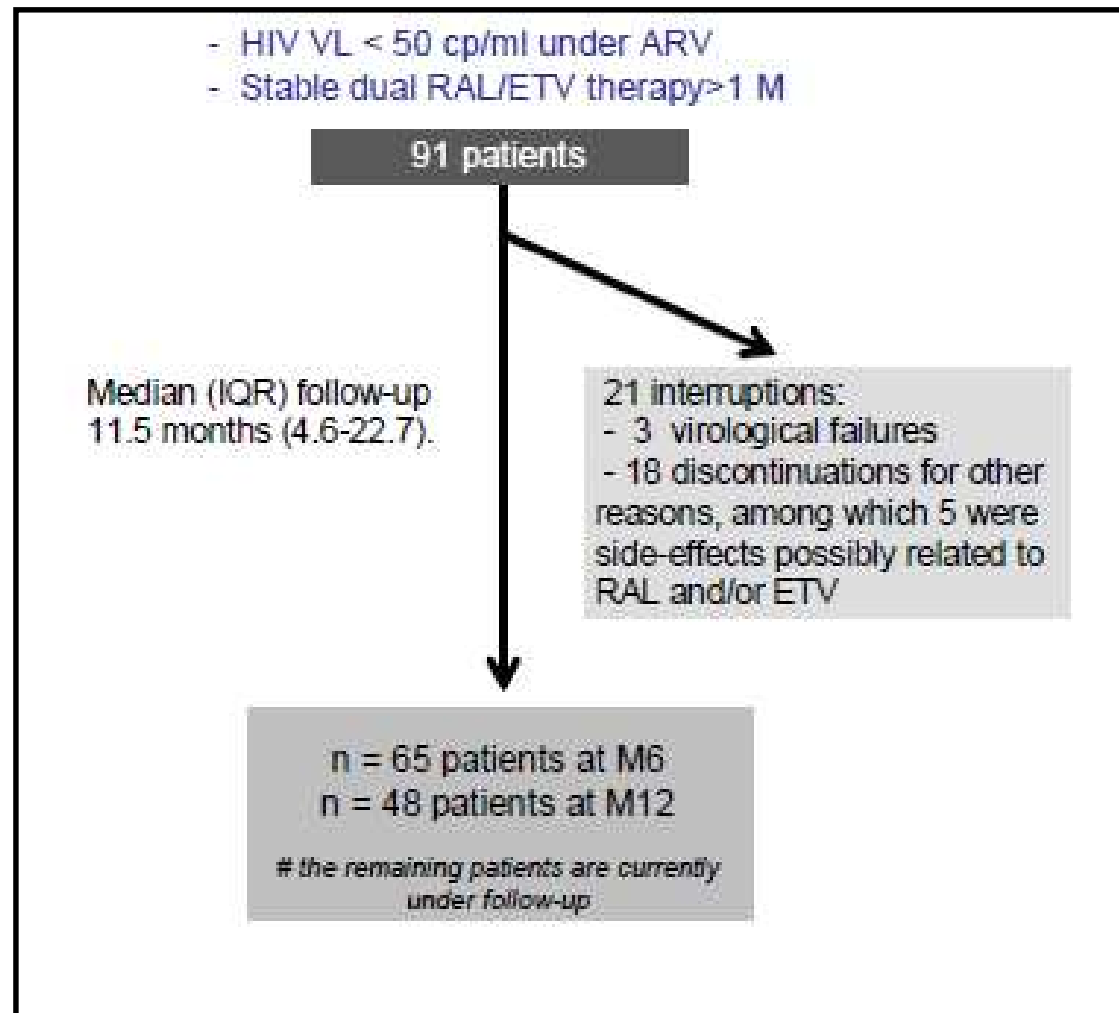 - HIV VL < 50 cp/ml under ARV
- Stable dual RAL/ETV therapy>1 M
91 patients
Median (IQR) follow-up
11.5 months (4.6-22.7).
21 interruptions:
- 3 virological failures
- 18 discontinuations for other
reasons, among which 5 were
side-effects possibly related to
RAL and/or ETV
n = 65 patients at M6
n = 48 patients at M12
# the remaining patients are currently
under follow-up